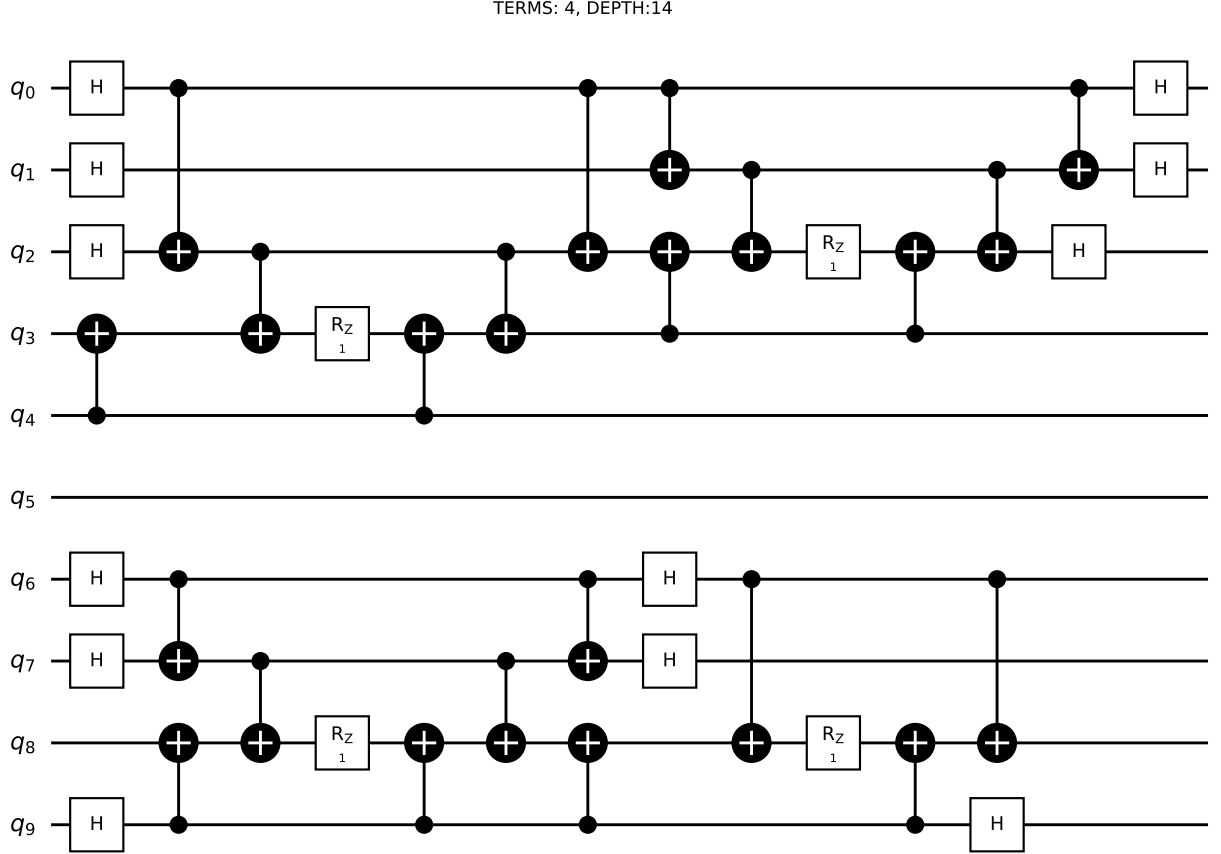 TERMS: 4, DEPTH:14
q0 H H
q1 H H
q2 H RZ 1 H
q3 RZ 1
q4
q5
q6 H H
q7 H H
q8 RZ 1 RZ 1
q9 H H